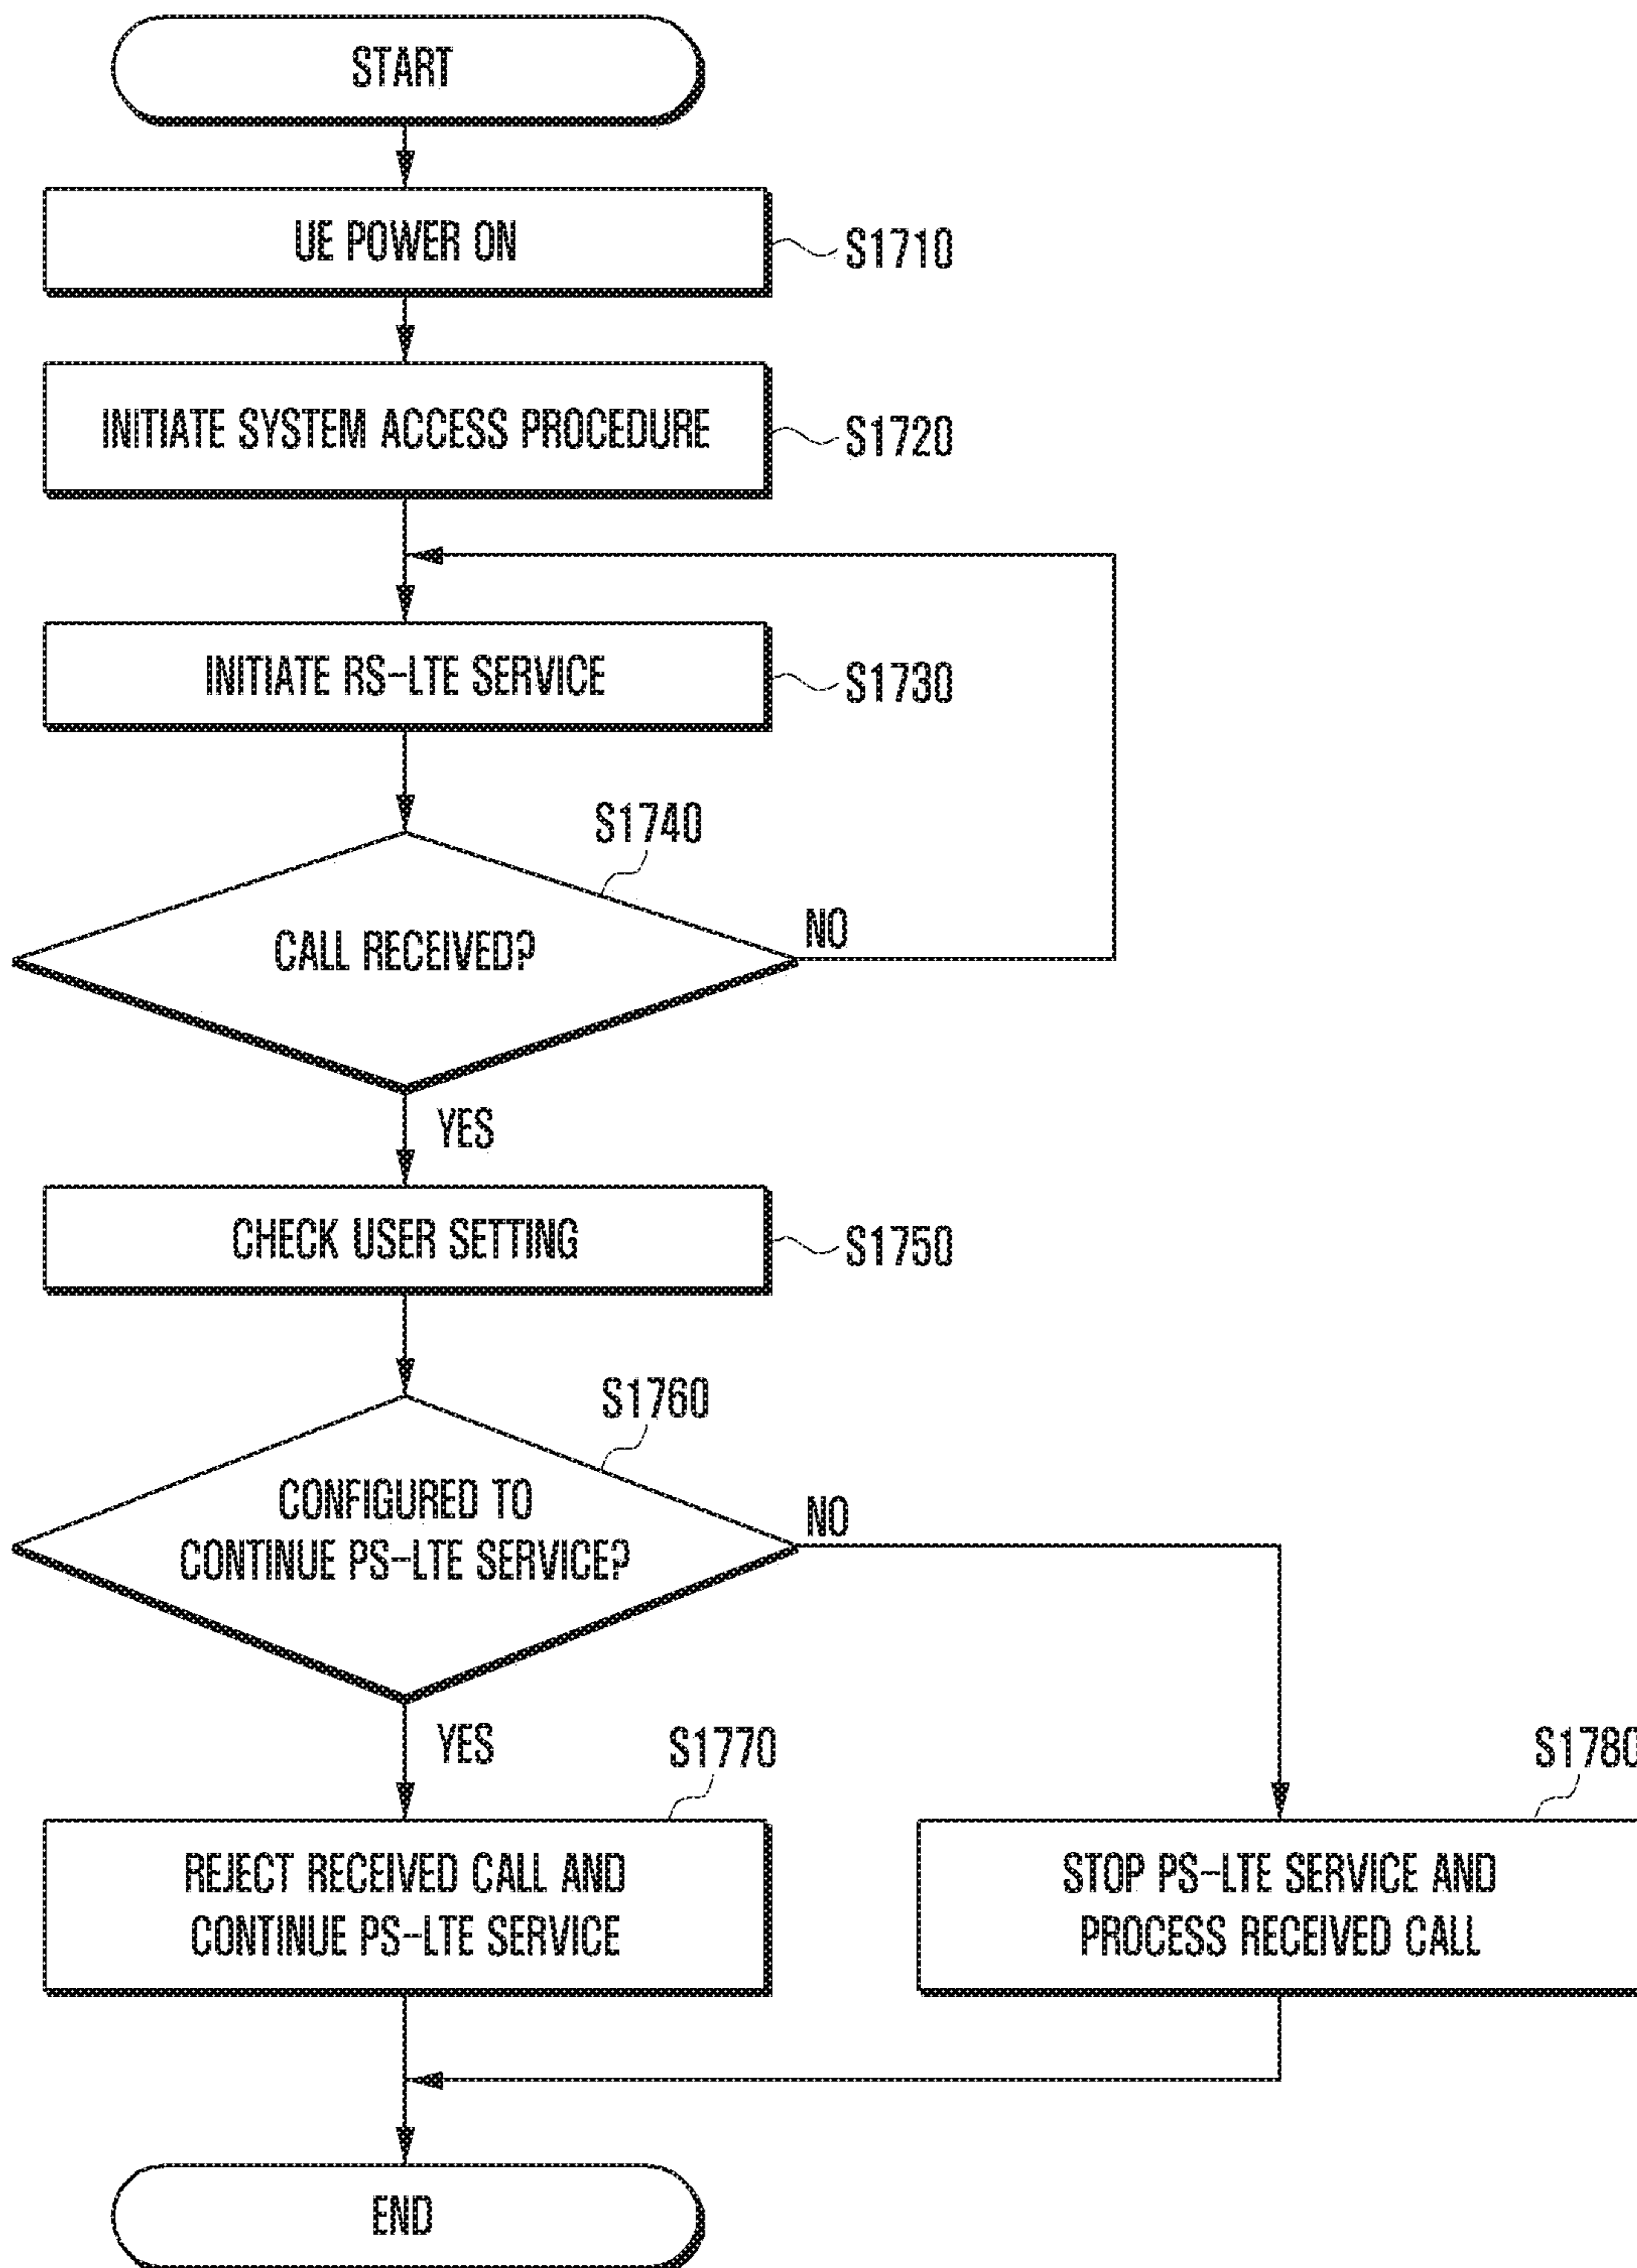 START
UE POWER ON
S1710
INITIATE SYSTEM ACCESS PROCEDURE
S1720
INITIATE RS-LTE SERVICE
S1730
S1740
CALL RECEIVED?
NO
YES
CHECK USER SETTING
S1750
S1760
CONFIGURED TO
CONTINUE PS-LTE SERVICE?
NO
YES
S1770
S1780
REJECT RECEIVED CALL AND
CONTINUE PS-LTE SERVICE
STOP PS-LTE SERVICE AND
PROCESS RECEIVED CALL
END